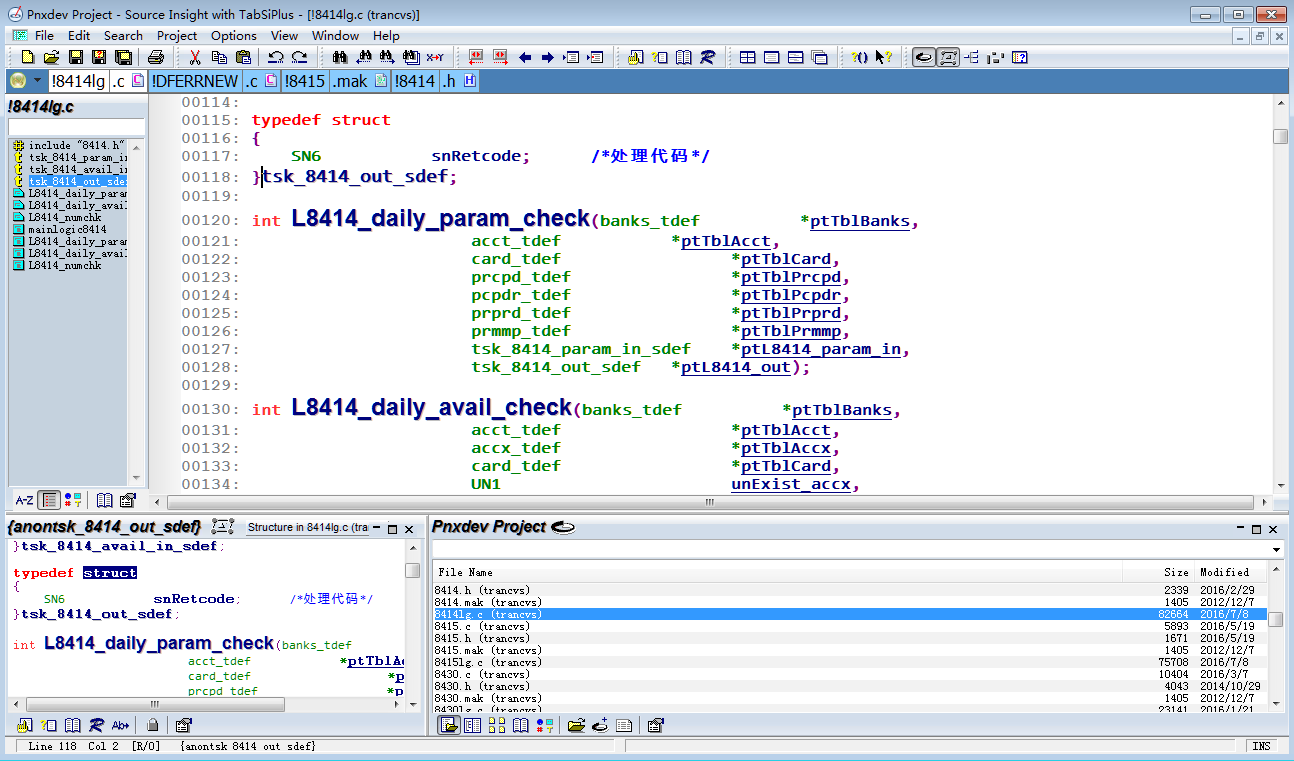 Pnxdev Project - Source Insight with TabSiPlus - [!8414lg.c (trancvs)]
File Edit Search Project Options View Window Help
!8414lg .c !DFERRNEW .c !8415 .mak !8414 .h
!8414lg.c
include "8414.h"
tsk_8414_param_in
tsk_8414_avail_in
tsk_8414_out_sdef
L8414_daily_param
L8414_daily_avail
L8414_numchk
mainlogic8414
L8414_daily_param
L8414_daily_avail
L8414_numchk
A-Z
00114:
00115: typedef struct
00116: {
00117: SN6 snRetcode; /*处理代码*/
00118: }tsk_8414_out_sdef;
00119:
00120: int L8414_daily_param_check(banks_tdef *ptTblBanks,
00121: acct_tdef *ptTblAcct,
00122: card_tdef *ptTblCard,
00123: prcpd_tdef *ptTblPrcpd,
00124: pcpdr_tdef *ptTblPcpdr,
00125: prprd_tdef *ptTblPrprd,
00126: prmmp_tdef *ptTblPrmmp,
00127: tsk_8414_param_in_sdef *ptL8414_param_in,
00128: tsk_8414_out_sdef *ptL8414_out);
00129:
00130: int L8414_daily_avail_check(banks_tdef *ptTblBanks,
00131: acct_tdef *ptTblAcct,
00132: accx_tdef *ptTblAccx,
00133: card_tdef *ptTblCard,
00134: UN1 unExist_accx,
{anontsk_8414_out_sdef} Structure in 8414lg.c (tra
}tsk_8414_avail_in_sdef;
typedef struct
{
SN6 snRetcode; /*处理代码*/
}tsk_8414_out_sdef;
int L8414_daily_param_check(banks_tdef
acct_tdef *ptTblAc
card_tdef *p
prcpd_tdef *p
Pnxdev Project
File Name Size Modified
8414.h (trancvs) 2339 2016/2/29
8414.mak (trancvs) 1405 2012/12/7
8414lg.c (trancvs) 82664 2016/7/8
8415.c (trancvs) 5893 2016/5/19
8415.h (trancvs) 1671 2016/5/19
8415.mak (trancvs) 1405 2012/12/7
8415lg.c (trancvs) 75708 2016/7/8
8430.c (trancvs) 10404 2016/3/7
8430.h (trancvs) 4043 2014/10/29
8430.mak (trancvs) 1405 2012/12/7
8430lg.c (trancvs) 23141 2016/1/21
Line 118 Col 2 [R/O] {anontsk_8414_out_sdef} INS